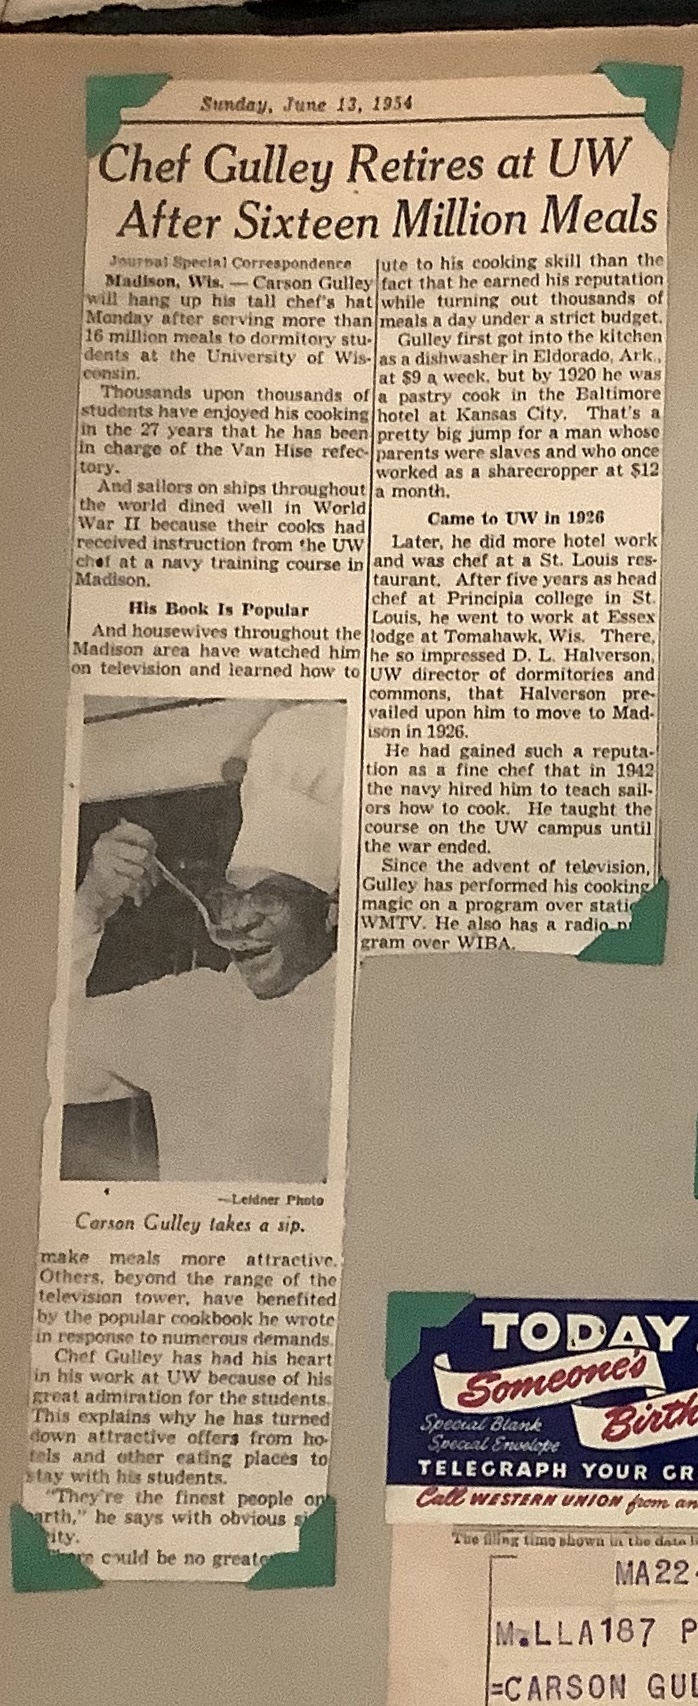 Sunday, June 13, 1954
Chef Gulley Retires at UW
After Sixteen Million Meals
Journal Special Correspondence
Madison, Wis. — Carson Gulley
will hang up his tall chef's hat
Monday after serving more than
16 million meals to dormitory stu-
dents at the University of Wis-
consin.
Thousands upon thousands of
students have enjoyed his cooking
in the 27 years that he has been
in charge of the Van Hise refec-
tory.
And sailors on ships throughout
the world dined well in World
War II because their cooks had
received instruction from the UW
chef at a navy training course in
Madison.
His Book Is Popular
And housewives throughout the
Madison area have watched him
on television and learned how to
—Leidner Photo
Carson Gulley takes a sip.
make meals more attractive.
Others, beyond the range of the
television tower, have benefited
by the popular cookbook he wrote
in response to numerous demands.
Chef Gulley has had his heart
in his work at UW because of his
great admiration for the students.
This explains why he has turned
down attractive offers from ho-
tels and other eating places to
stay with his students.
"They're the finest people on
arth," he says with obvious si
ity.
could be no greate
ute to his cooking skill than the
fact that he earned his reputation
while turning out thousands of
meals a day under a strict budget.
Gulley first got into the kitchen
as a dishwasher in Eldorado, Ark.,
at $9 a week, but by 1920 he was
a pastry cook in the Baltimore
hotel at Kansas City. That's a
pretty big jump for a man whose
parents were slaves and who once
worked as a sharecropper at $12
a month.
Came to UW in 1926
Later, he did more hotel work
and was chef at a St. Louis res-
taurant. After five years as head
chef at Principia college in St.
Louis, he went to work at Essex
lodge at Tomahawk, Wis. There,
he so impressed D. L. Halverson,
UW director of dormitories and
commons, that Halverson pre-
vailed upon him to move to Mad-
ison in 1926.
He had gained such a reputa-
tion as a fine chef that in 1942
the navy hired him to teach sail-
ors how to cook. He taught the
course on the UW campus until
the war ended.
Since the advent of television,
Gulley has performed his cooking
magic on a program over static
WMTV. He also has a radio pr
gram over WIBA.
TODAY
Someone's
Birth
Special Blank
Special Envelope
TELEGRAPH YOUR GR
Call WESTERN UNION from an
The filing time shown in the date l
MA22
M.LLA187 P
=CARSON GUL